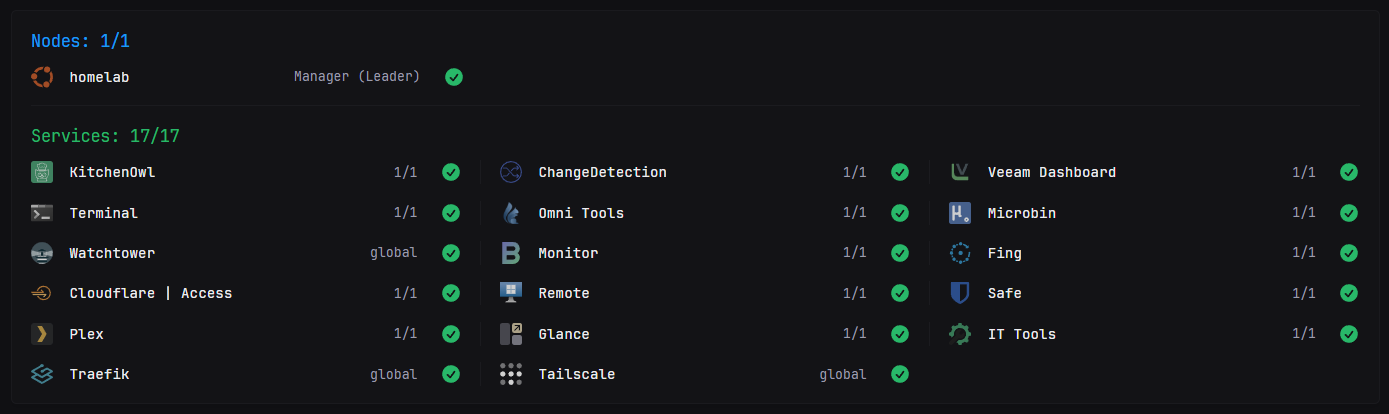 Nodes: 1/1
homelab Manager (Leader)
Services: 17/17
KitchenOwl 1/1 ChangeDetection 1/1 Veeam Dashboard 1/1
Terminal 1/1 Omni Tools 1/1 Microbin 1/1
Watchtower global Monitor 1/1 Fing 1/1
Cloudflare | Access 1/1 Remote 1/1 Safe 1/1
Plex 1/1 Glance 1/1 IT Tools 1/1
Traefik global Tailscale global